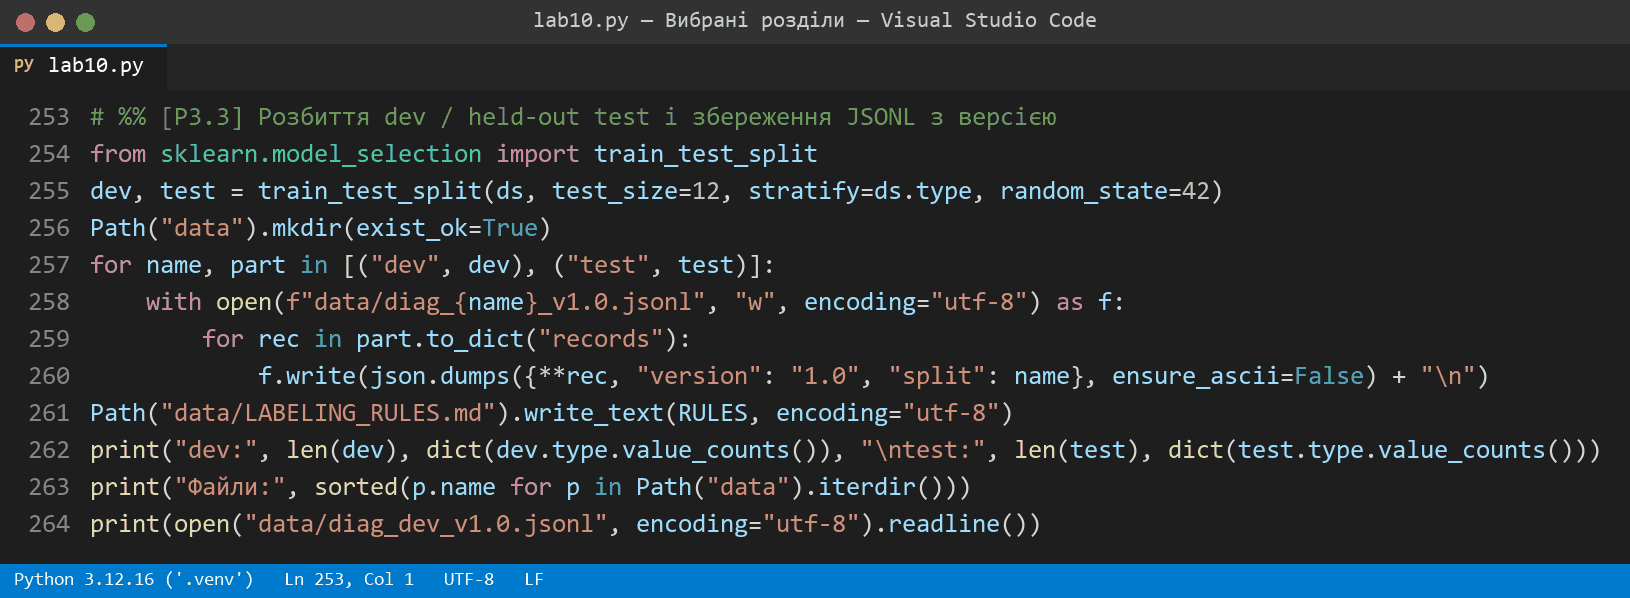 lab10.py — Вибрані розділи — Visual Studio Code
py lab10.py
253 # %% [P3.3] Розбиття dev / held-out test і збереження JSONL з версією
254 from sklearn.model_selection import train_test_split
255 dev, test = train_test_split(ds, test_size=12, stratify=ds.type, random_state=42)
256 Path("data").mkdir(exist_ok=True)
257 for name, part in [("dev", dev), ("test", test)]:
258     with open(f"data/diag_{name}_v1.0.jsonl", "w", encoding="utf-8") as f:
259         for rec in part.to_dict("records"):
260             f.write(json.dumps({**rec, "version": "1.0", "split": name}, ensure_ascii=False) + "\n")
261 Path("data/LABELING_RULES.md").write_text(RULES, encoding="utf-8")
262 print("dev:", len(dev), dict(dev.type.value_counts()), "\ntest:", len(test), dict(test.type.value_counts()))
263 print("Файли:", sorted(p.name for p in Path("data").iterdir()))
264 print(open("data/diag_dev_v1.0.jsonl", encoding="utf-8").readline())
Python 3.12.16 ('.venv') Ln 253, Col 1 UTF-8 LF